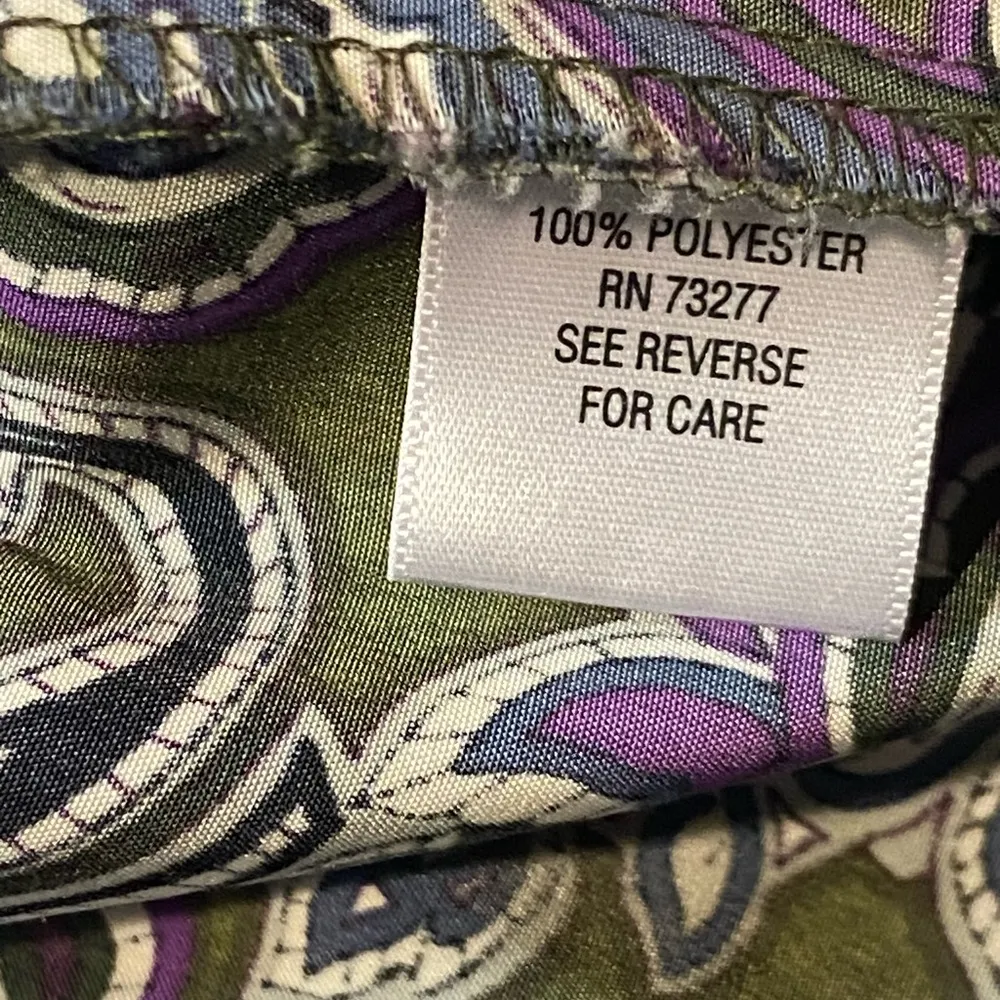 100% POLYESTER
RN 73277
SEE REVERSE
FOR CARE